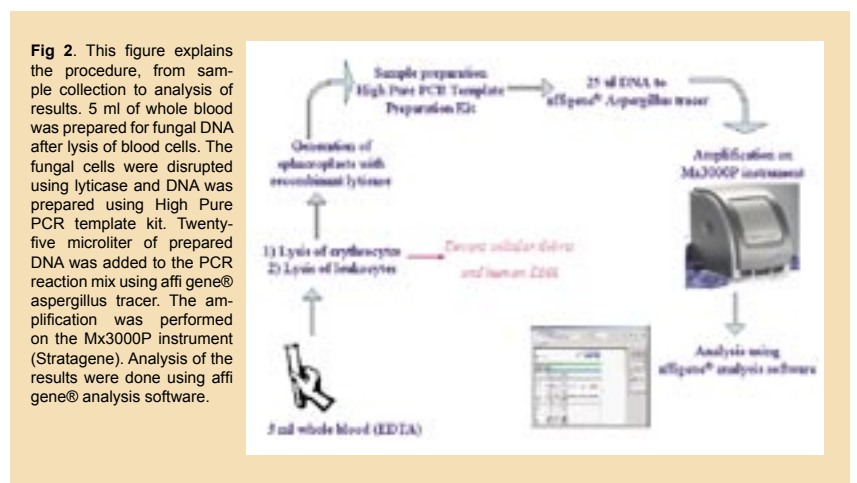 Fig 2. This figure explains
the procedure, from sam-
ple collection to analysis of
results. 5 ml of whole blood
was prepared for fungal DNA
after lysis of blood cells. The
fungal cells were disrupted
using lyticase and DNA was
prepared using High Pure
PCR template kit. Twenty-
five microliter of prepared
DNA was added to the PCR
reaction mix using affi gene®
aspergillus tracer. The am-
plification was performed
on the Mx3000P instrument
(Stratagene). Analysis of the
results were done using affi
gene® analysis software.
Sample preparation
High Pure PCR Template
Preparation Kit
25 ul DNA to
affigene® Aspergillus tracer
Generation of
sphaeroplasts with
recombinant lyticase
Amplification on
Mx3000P instrument
1) Lysis of erythrocytes
2) Lysis of leukocytes
cellular debris
and human DNA
Analysis using
affigene® analysis software
5 ml whole blood (EDTA)